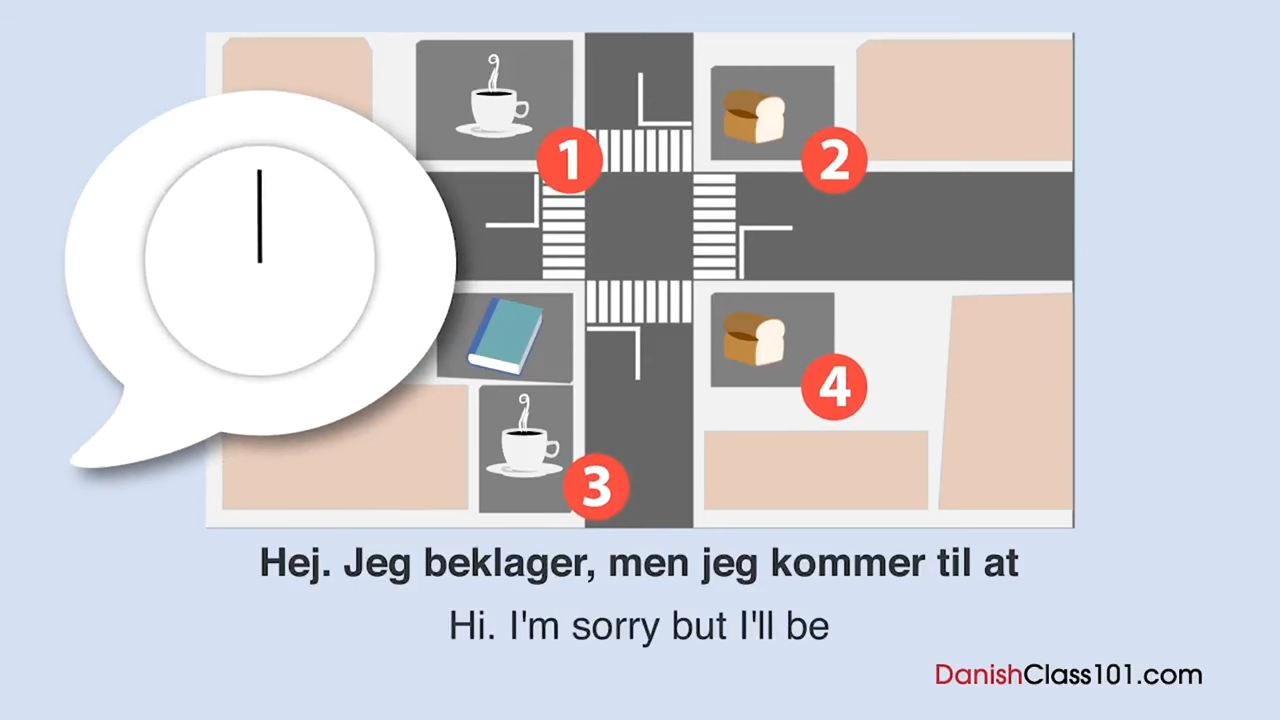 1
2
4
3
Hej. Jeg beklager, men jeg kommer til at
Hi. I'm sorry but I'll be
DanishClass101.com